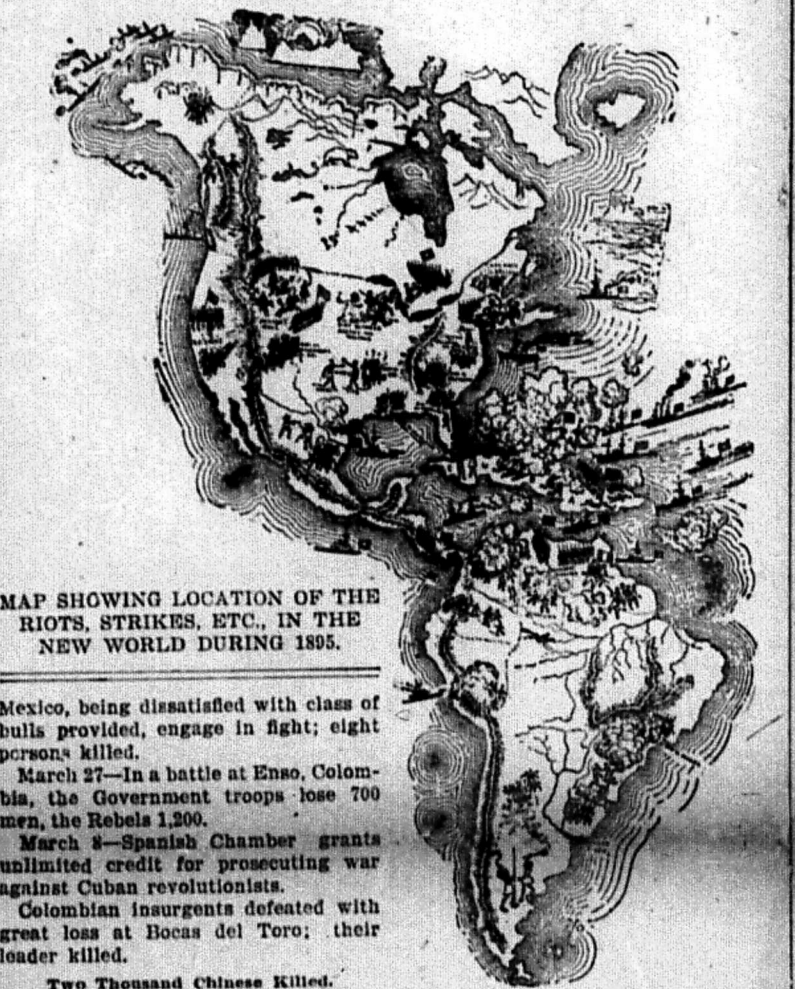 MAP SHOWING LOCATION OF THE
RIOTS, STRIKES, ETC., IN THE
NEW WORLD DURING 1895.
Mexico, being dissatisfied with class of
bulls provided, engage in fight; eight
persons killed.
March 27—In a battle at Enso, Colom-
bia, the Government troops lose 700
men, the Rebels 1,200.
March 8—Spanish Chamber grants
unlimited credit for prosecuting war
against Cuban revolutionists.
Colombian insurgents defeated with
great loss at Bocas del Toro; their
leader killed.
Two Thousand Chinese Killed.